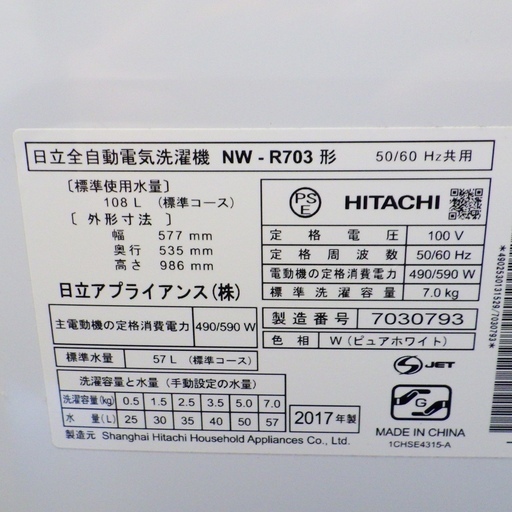 日立全自動電気洗濯機 NW - R703 形 50/60 Hz共用
〔標準使用水量〕
108 L (標準コース)
〔外形寸法〕
幅 577 mm
奥行 535 mm
高さ 986 mm
日立アプライアンス(株)
主電動機の定格消費電力 490/590 W
標準水量 57 L (標準コース)
洗濯容量と水量 (手動設定の水量)
洗濯容量(kg) 0.5 1.5 2.5 3.5 5.0 7.0
水 量(L) 25 30 35 40 50 57
製造元 Shanghai Hitachi Household Appliances Co., Ltd.
PSE HITACHI
定格電圧 100 V
定格周波数 50/60 Hz
電動機の定格消費電力 490/590 W
標準洗濯容量 7.0 kg
製造番号 7030793
色相 W (ピュアホワイト)
S JET
2017年製
G
MADE IN CHINA
1CHSE4315-A
*4902530131529/7030793*